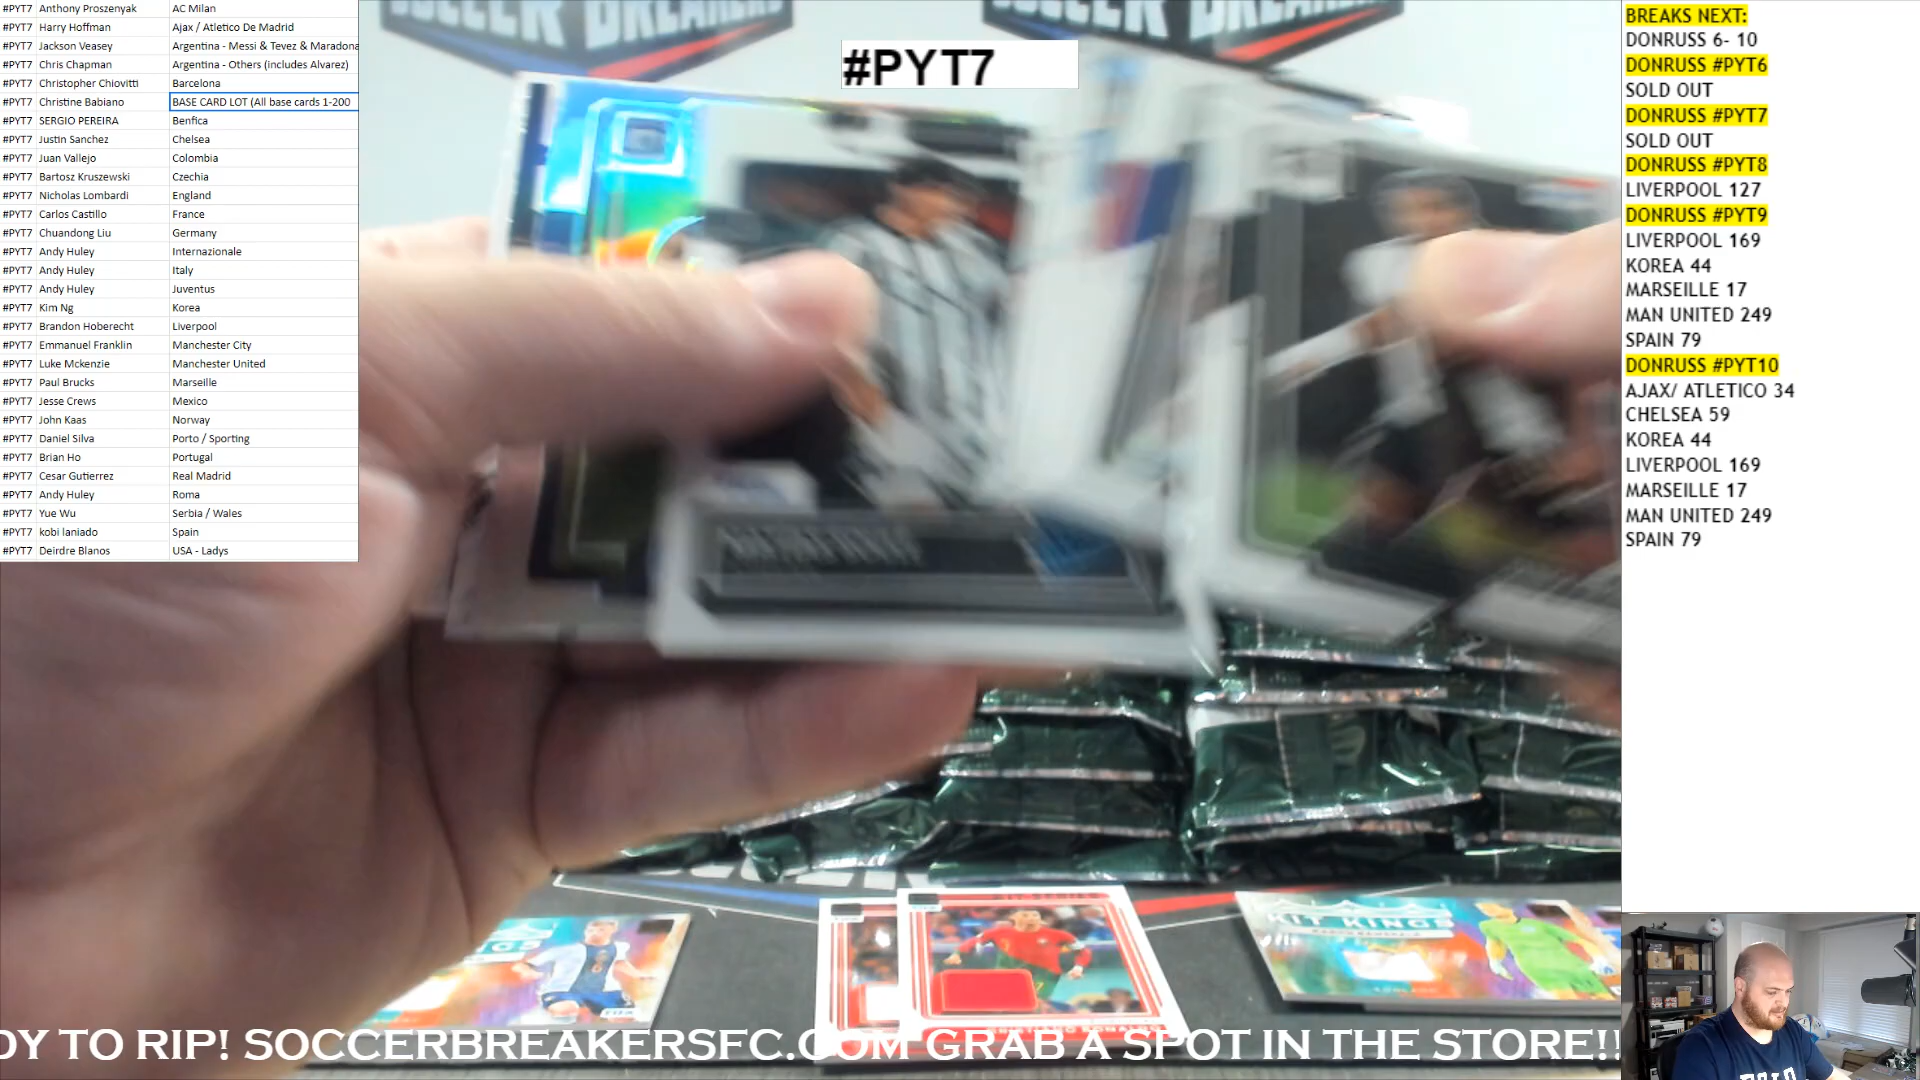 #PYT7 Anthony Proszenyak AC Milan
#PYT7 Harry Hoffman Ajax / Atletico De Madrid
#PYT7 Jackson Veasey Argentina - Messi & Tevez & Maradona
#PYT7 Chris Chapman Argentina - Others (includes Alvarez)
#PYT7 Christopher Chiovitti Barcelona
#PYT7 Christine Babiano BASE CARD LOT (All base cards 1-200
#PYT7 SERGIO PEREIRA Benfica
#PYT7 Justin Sanchez Chelsea
#PYT7 Juan Vallejo Colombia
#PYT7 Bartosz Kruszewski Czechia
#PYT7 Nicholas Lombardi England
#PYT7 Carlos Castillo France
#PYT7 Chuandong Liu Germany
#PYT7 Andy Huley Internazionale
#PYT7 Andy Huley Italy
#PYT7 Andy Huley Juventus
#PYT7 Kim Ng Korea
#PYT7 Brandon Hoberecht Liverpool
#PYT7 Emmanuel Franklin Manchester City
#PYT7 Luke Mckenzie Manchester United
#PYT7 Paul Brucks Marseille
#PYT7 Jesse Crews Mexico
#PYT7 John Kaas Norway
#PYT7 Daniel Silva Porto / Sporting
#PYT7 Brian Ho Portugal
#PYT7 Cesar Gutierrez Real Madrid
#PYT7 Andy Huley Roma
#PYT7 Yue Wu Serbia / Wales
#PYT7 kobi laniado Spain
#PYT7 Deirdre Blanos USA - Ladys
SOCCER BREAKERS
#PYT7
BREAKS NEXT:
DONRUSS 6- 10
DONRUSS #PYT6
SOLD OUT
DONRUSS #PYT7
SOLD OUT
DONRUSS #PYT8
LIVERPOOL 127
DONRUSS #PYT9
LIVERPOOL 169
KOREA 44
MARSEILLE 17
MAN UNITED 249
SPAIN 79
DONRUSS #PYT10
AJAX/ ATLETICO 34
CHELSEA 59
KOREA 44
LIVERPOOL 169
MARSEILLE 17
MAN UNITED 249
SPAIN 79
KIT KINGS
CRISTIANO RONALDO
DY TO RIP! SOCCERBREAKERSFC.COM GRAB A SPOT IN THE STORE!!